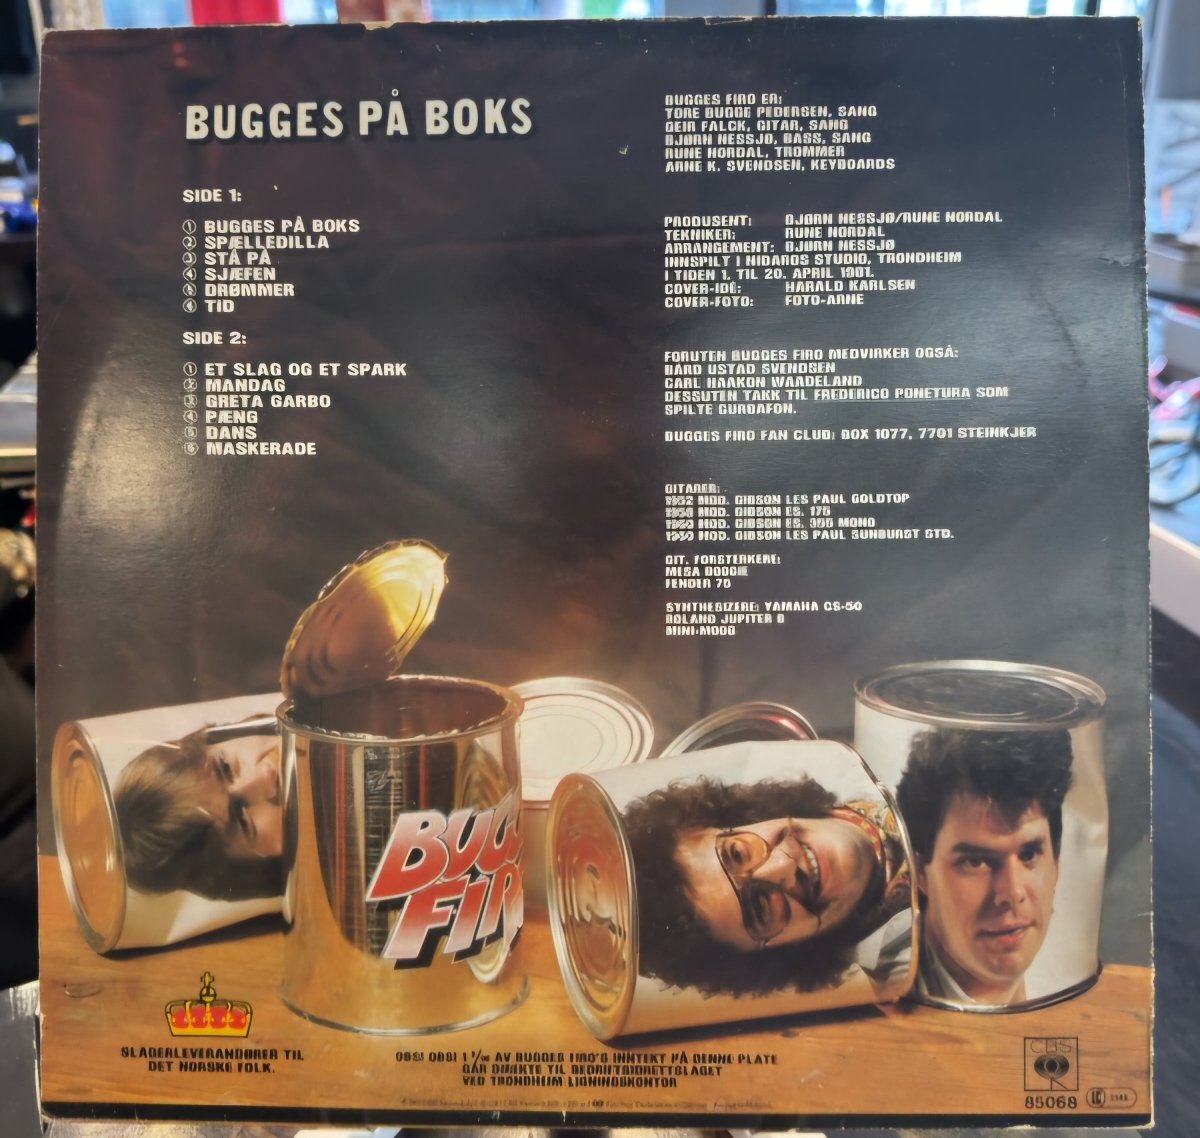 BUGGES PÅ BOKS
SIDE 1:
① BUGGES PÅ BOKS
② SPÆLLEDILLA
③ STÅ PÅ
④ SJÆFEN
⑤ DRØMMER
⑥ TID
SIDE 2:
① ET SLAG OG ET SPARK
② MANDAG
③ GRETA GARBO
④ PÆNG
⑤ DANS
⑥ MASKERADE
BUGGES FIRO ER:
TORE BUGGE PEDERSEN, SANG
GEIR FALCK, GITAR, SANG
BJØRN NESSJØ, BASS, SANG
RUNE NORDAL, TROMMER
ARNE K. SVENDSEN, KEYBOARDS
PRODUSENT: BJØRN NESSJØ/RUNE NORDAL
TEKNIKER: RUNE NORDAL
ARRANGEMENT: BJØRN NESSJØ
INNSPILT I NIDAROS STUDIO, TRONDHEIM
I TIDEN 1. TIL 20. APRIL 1981.
COVER-IDÉ: HARALD KARLSEN
COVER-FOTO: FOTO-ARNE
FORUTEN BUGGES FIRO MEDVIRKER OGSÅ:
BÅRD USTAD SVENDSEN
CARL HAAKON WAADELAND
DESSUTEN TAKK TIL FREDERICO PONETURA SOM
SPILTE GURDAFON.
BUGGES FIRO FAN CLUB: BOX 1077, 7701 STEINKJER
GITARER:
1952 MOD. GIBSON LES PAUL GOLDTOP
MOD. GIBSON ES. 175
MOD. GIBSON ES. MONO
MOD. GIBSON LES PAUL SUNBURST STD.
GIT. FORSTERKERE:
MESA BOOGIE
FENDER 75
SYNTHESIZERE: YAMAHA CS-50
ROLAND JUPITER 8
MINI-MOOG
BUGG
FIR
SLAGERLEVERANDØRER TIL
DET NORSKE FOLK.
OBS! OBS! 1 AV BUGGES FIRO'S INNTEKT PÅ DENNE PLATE
GÅR DIREKTE TIL BEDRIFTSIDRETTSLAGET
VED TRONDHEIM LIGNINGSKONTOR
CBS
85068
LC